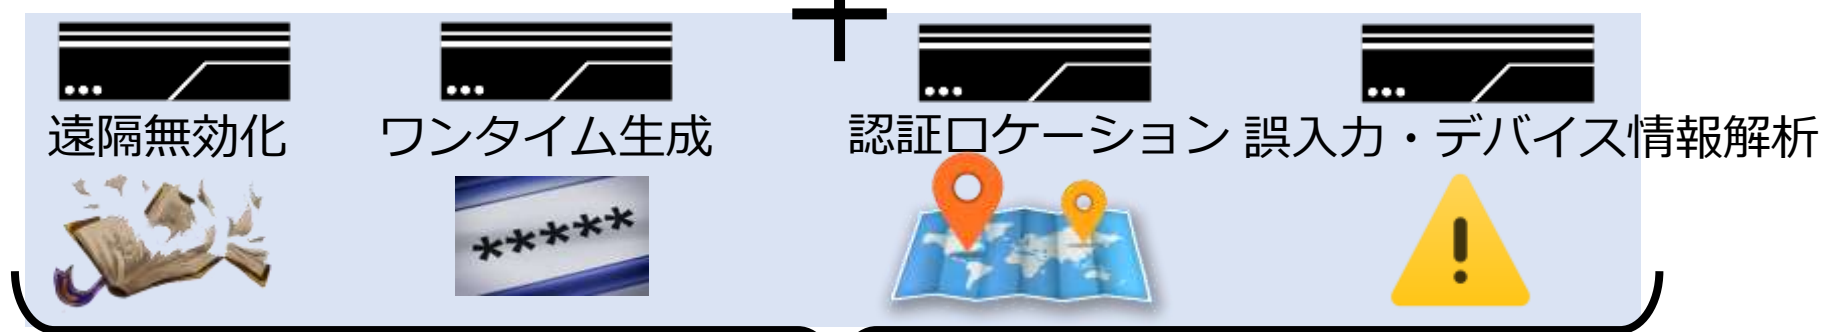 遠隔無効化
ワンタイム生成
認証ロケーション
誤入力・デバイス情報解析
*****